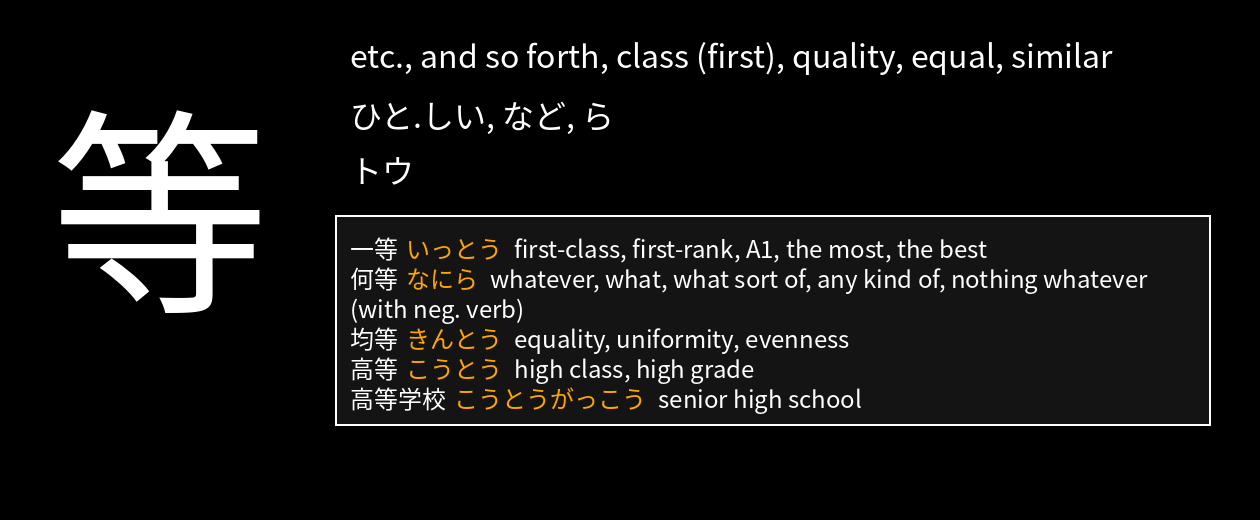 等
etc., and so forth, class (first), quality, equal, similar
ひと.しい, など, ら
トウ
一等 いっとう first-class, first-rank, A1, the most, the best
何等 なにら whatever, what, what sort of, any kind of, nothing whatever
(with neg. verb)
均等 きんとう equality, uniformity, evenness
高等 こうとう high class, high grade
高等学校 こうとうがっこう senior high school